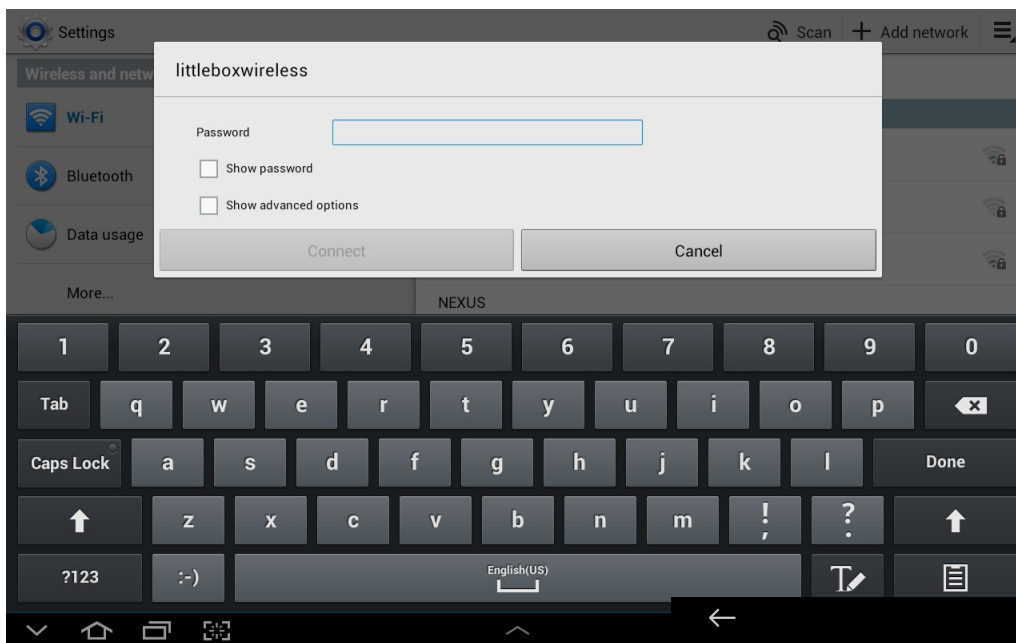 Settings Scan Add network
Wireless and netw
littleboxwireless
Wi-Fi
Password
Show password
Bluetooth
Show advanced options
Data usage
Connect Cancel
More...
NEXUS
1 2 3 4 5 6 7 8 9 0
Tab q w e r t y u i o p
Caps Lock a s d f g h j k l Done
z x c v b n m ! , ? .
?123 :-) English(US) T